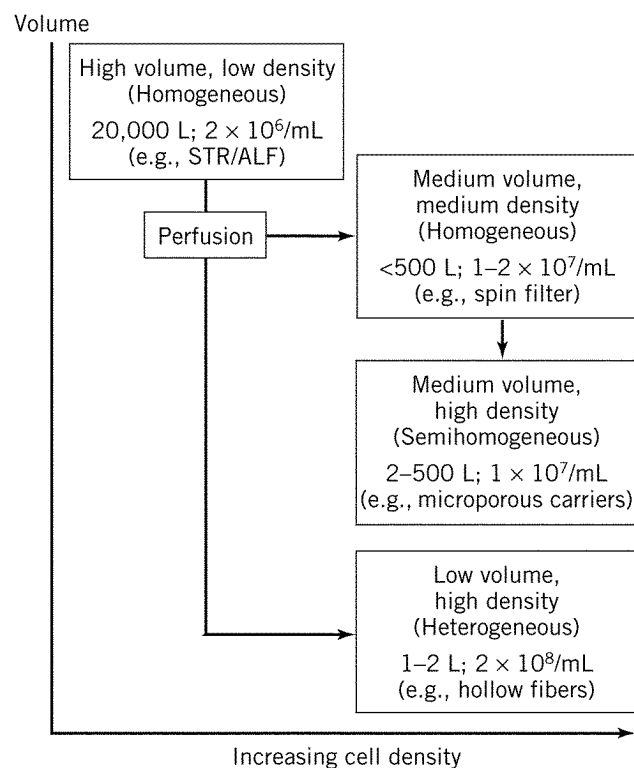 Volume
High volume, low density
(Homogeneous)
20,000 L; 2 × 10⁶/mL
(e.g., STR/ALF)
Perfusion
Medium volume,
medium density
(Homogeneous)
<500 L; 1–2 × 10⁷/mL
(e.g., spin filter)
Medium volume,
high density
(Semihomogeneous)
2–500 L; 1 × 10⁷/mL
(e.g., microporous carriers)
Low volume,
high density
(Heterogeneous)
1–2 L; 2 × 10⁸/mL
(e.g., hollow fibers)
Increasing cell density